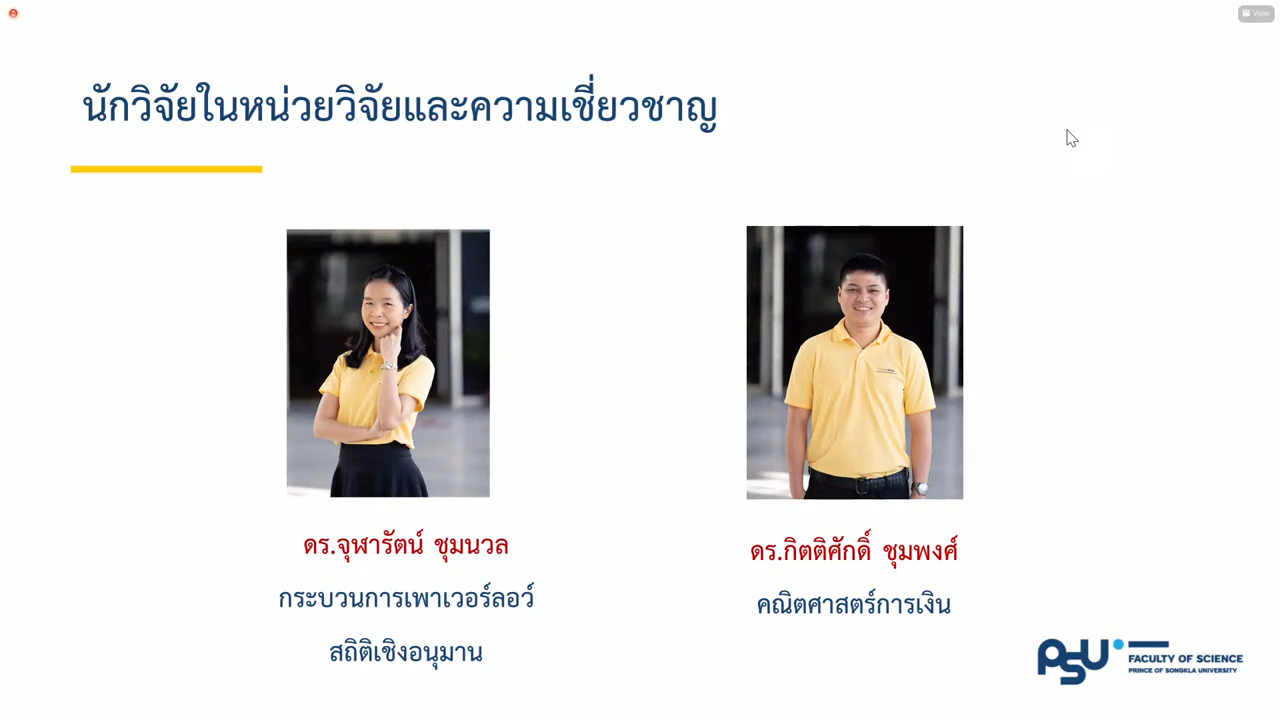 View
นักวิจัยในหน่วยวิจัยและความเชี่ยวชาญ
ดร.จุฬารัตน์ ชุมนวล
กระบวนการเพาเวอร์ลอว์
สถิติเชิงอนุมาน
ดร.กิตติศักดิ์ ชุมพงศ์
คณิตศาสตร์การเงิน
PSU
FACULTY OF SCIENCE
PRINCE OF SONGKLA UNIVERSITY